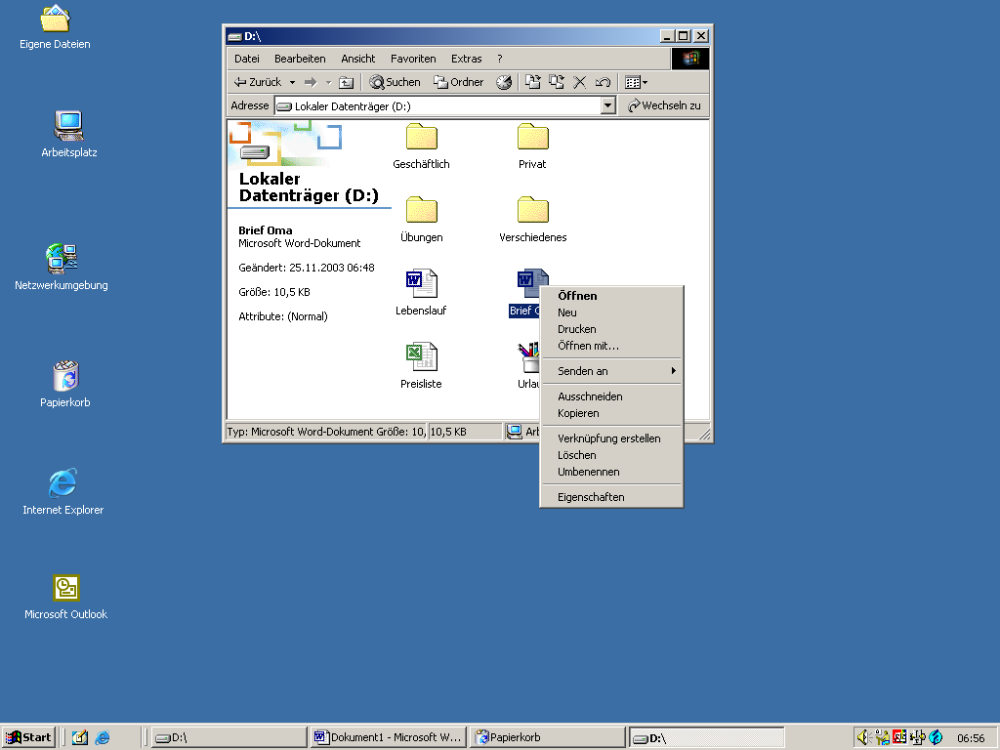 Eigene Dateien
Arbeitsplatz
Netzwerkumgebung
Papierkorb
Internet Explorer
Microsoft Outlook
D:\
Datei Bearbeiten Ansicht Favoriten Extras ?
Zurück Suchen Ordner
Adresse Lokaler Datenträger (D:) Wechseln zu
Lokaler
Datenträger (D:)
Brief Oma
Microsoft Word-Dokument
Geändert: 25.11.2003 06:48
Größe: 10,5 KB
Attribute: (Normal)
Geschäftlich Privat
Übungen Verschiedenes
Lebenslauf Brief
Preisliste Urlau
Öffnen
Neu
Drucken
Öffnen mit...
Senden an
Ausschneiden
Kopieren
Verknüpfung erstellen
Löschen
Umbenennen
Eigenschaften
Typ: Microsoft Word-Dokument Größe: 10, 10,5 KB Arb
Start D:\ Dokument1 - Microsoft W... Papierkorb D:\ 06:56